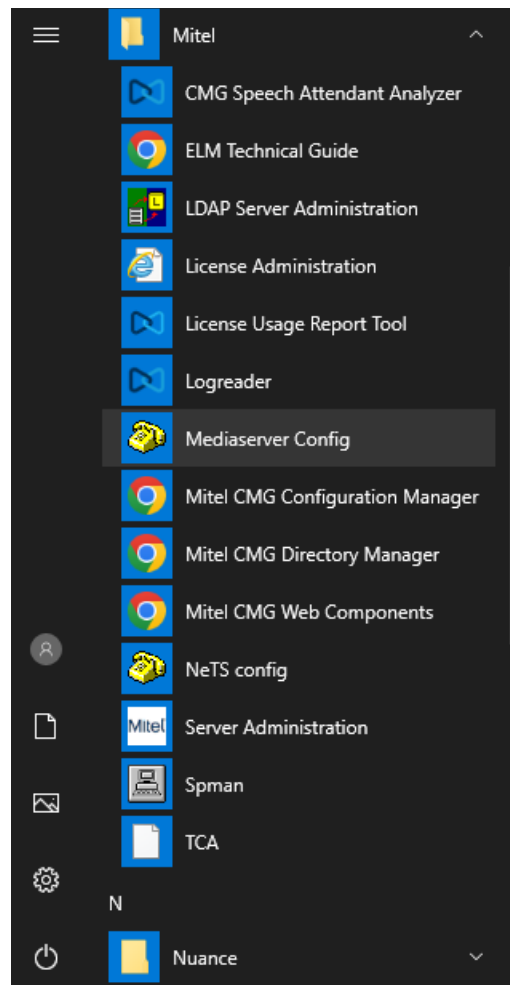 Mitel
CMG Speech Attendant Analyzer
ELM Technical Guide
L
LDAP Server Administration
License Administration
License Usage Report Tool
Logreader
Mediaserver Config
Mitel CMG Configuration Manager
Mitel CMG Directory Manager
Mitel CMG Web Components
NeTS config
Mitel
Server Administration
Spman
TCA
N
Nuance